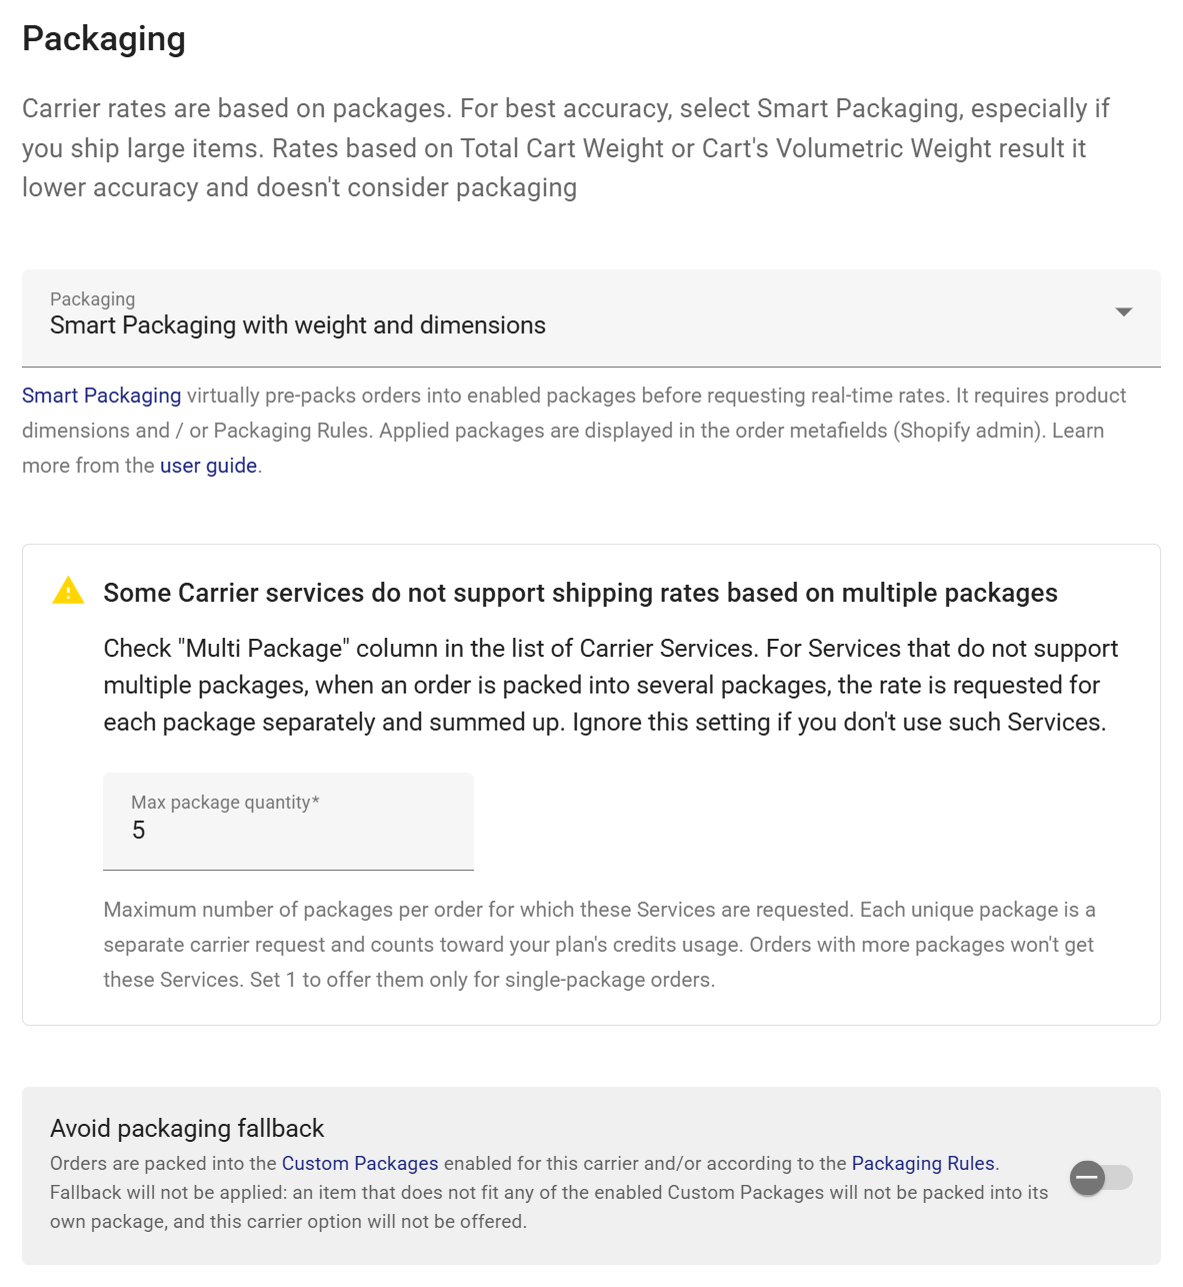 Packaging
Carrier rates are based on packages. For best accuracy, select Smart Packaging, especially if
you ship large items. Rates based on Total Cart Weight or Cart's Volumetric Weight result it
lower accuracy and doesn't consider packaging
Packaging
Smart Packaging with weight and dimensions
Smart Packaging virtually pre-packs orders into enabled packages before requesting real-time rates. It requires product
dimensions and / or Packaging Rules. Applied packages are displayed in the order metafields (Shopify admin). Learn
more from the user guide.
Some Carrier services do not support shipping rates based on multiple packages
Check "Multi Package" column in the list of Carrier Services. For Services that do not support
multiple packages, when an order is packed into several packages, the rate is requested for
each package separately and summed up. Ignore this setting if you don't use such Services.
Max package quantity*
5
Maximum number of packages per order for which these Services are requested. Each unique package is a
separate carrier request and counts toward your plan's credits usage. Orders with more packages won't get
these Services. Set 1 to offer them only for single-package orders.
Avoid packaging fallback
Orders are packed into the Custom Packages enabled for this carrier and/or according to the Packaging Rules.
Fallback will not be applied: an item that does not fit any of the enabled Custom Packages will not be packed into its
own package, and this carrier option will not be offered.